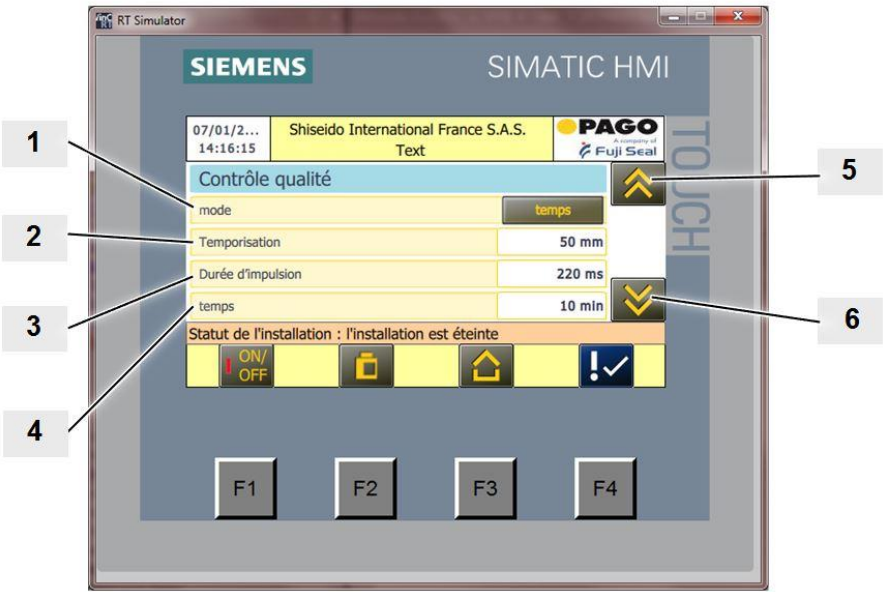 RT Simulator
SIEMENS
SIMATIC HMI
TOUCH
07/01/2...
14:16:15
Shiseido International France S.A.S.
Text
PAGO
A company of
Fuji Seal
Contrôle qualité
mode
temps
Temporisation
50 mm
Durée d'impulsion
220 ms
temps
10 min
Statut de l'installation : l'installation est éteinte
ON/
OFF
F1
F2
F3
F4
1
2
3
4
5
6